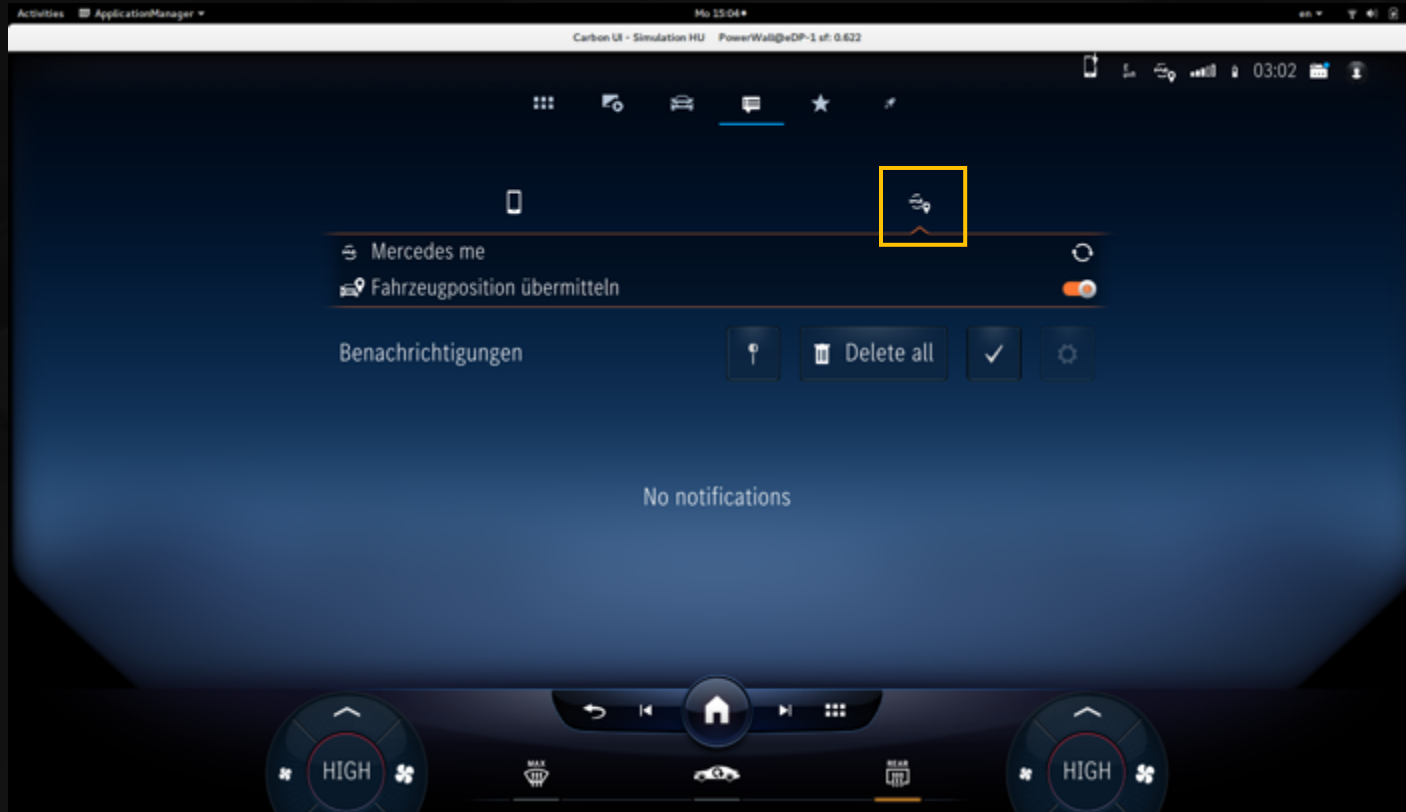 Activities ApplicationManager Mo 15:04 en
Carbon UI - Simulation HU PowerWall@eDP-1 sf: 0.622
03:02
Mercedes me
Fahrzeugposition übermitteln
Benachrichtigungen Delete all
No notifications
HIGH MAX REAR HIGH